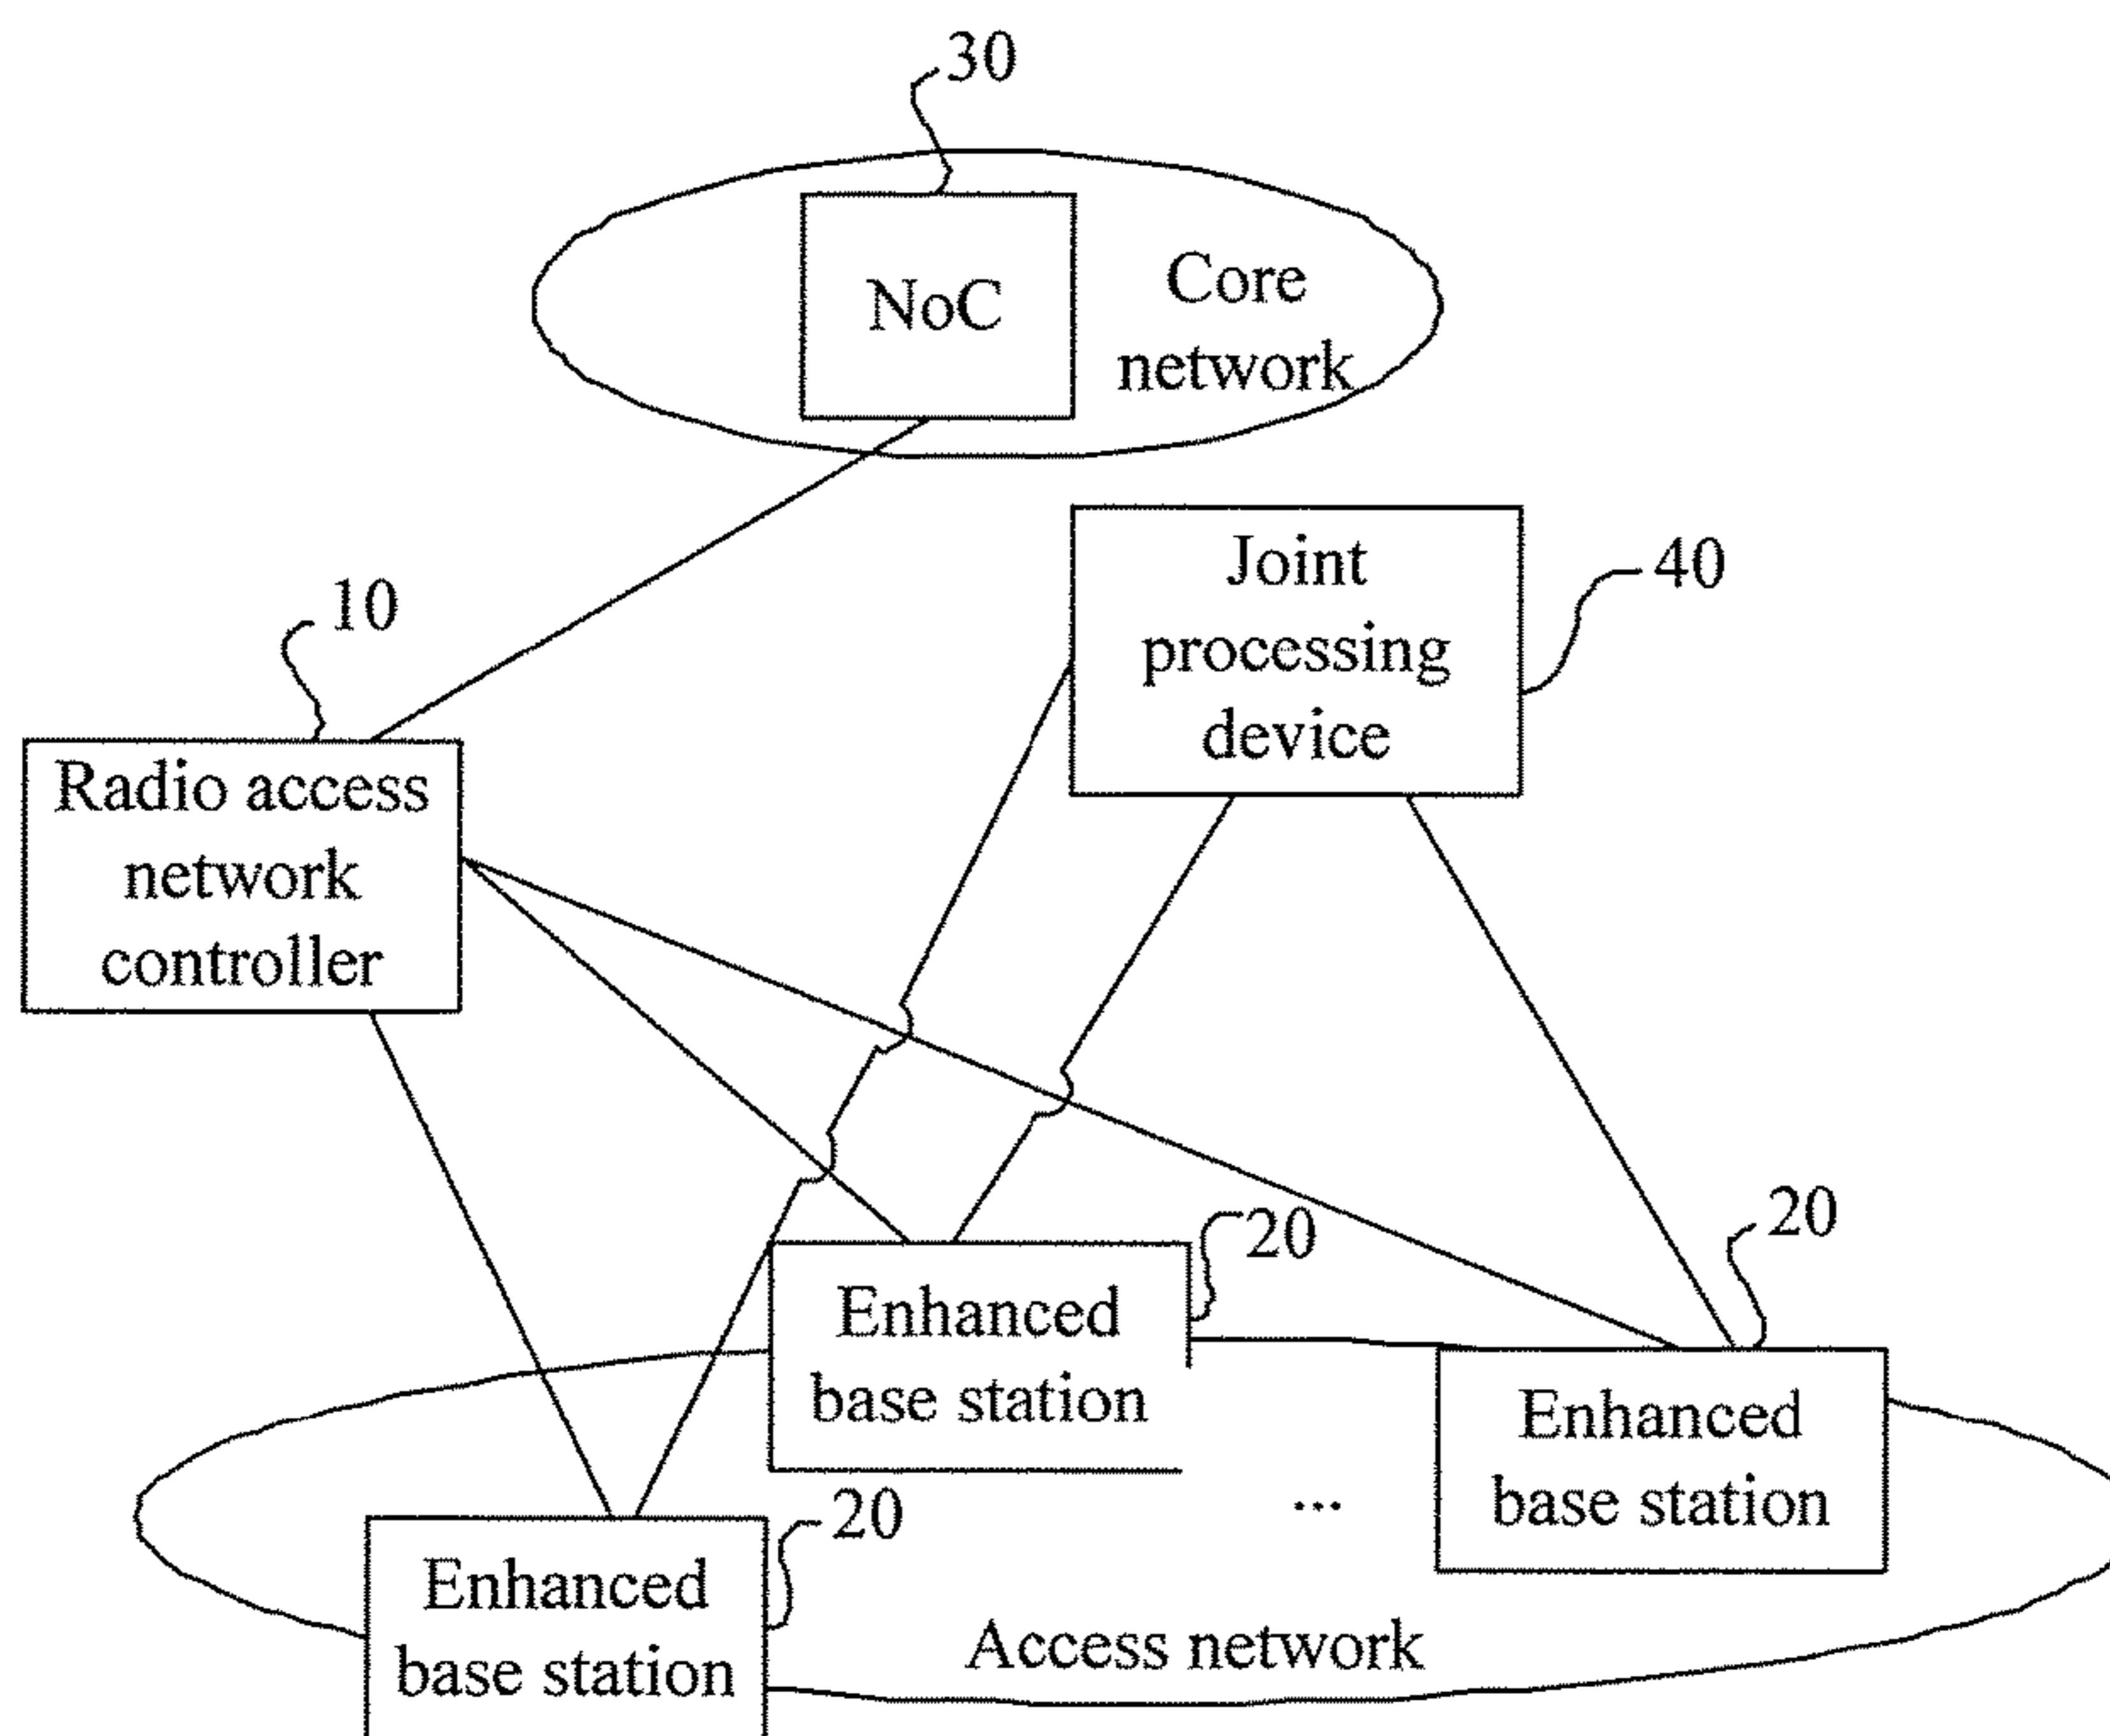 30
NoC
Core
network
Joint
processing
device
40
10
Radio access
network
controller
20
Enhanced
base station
20
Enhanced
base station
...
20
Enhanced
base station
Access network